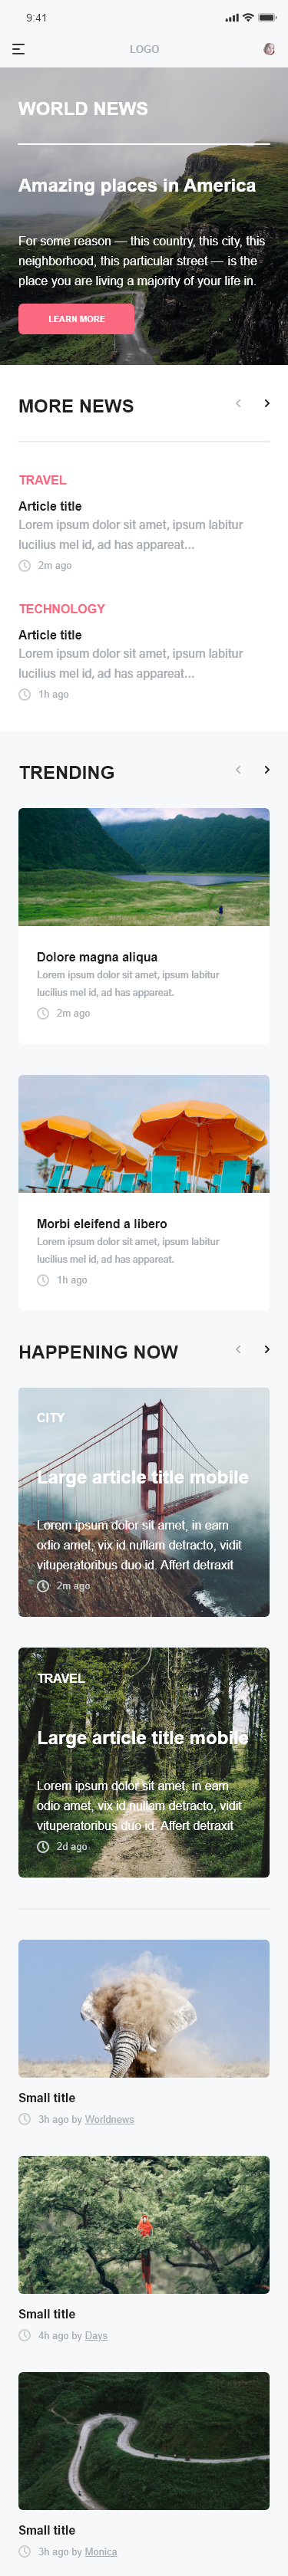 9:41
LOGO
WORLD NEWS
Amazing places in America
For some reason — this country, this city, this
neighborhood, this particular street — is the
place you are living a majority of your life in.
LEARN MORE
MORE NEWS
TRAVEL
Article title
Lorem ipsum dolor sit amet, ipsum labitur
lucilius mel id, ad has appareat...
2m ago
TECHNOLOGY
Article title
Lorem ipsum dolor sit amet, ipsum labitur
lucilius mel id, ad has appareat...
1h ago
TRENDING
Dolore magna aliqua
Lorem ipsum dolor sit amet, ipsum labitur
lucilius mel id, ad has appareat.
2m ago
Morbi eleifend a libero
Lorem ipsum dolor sit amet, ipsum labitur
lucilius mel id, ad has appareat.
1h ago
HAPPENING NOW
CITY
Large article title mobile
Lorem ipsum dolor sit amet, in eam
odio amet, vix id nullam detracto, vidit
vituperatoribus duo id. Affert detraxit
2m ago
TRAVEL
Large article title mobile
Lorem ipsum dolor sit amet, in eam
odio amet, vix id nullam detracto, vidit
vituperatoribus duo id. Affert detraxit
2d ago
Small title
3h ago by Worldnews
Small title
4h ago by Days
Small title
3h ago by Monica